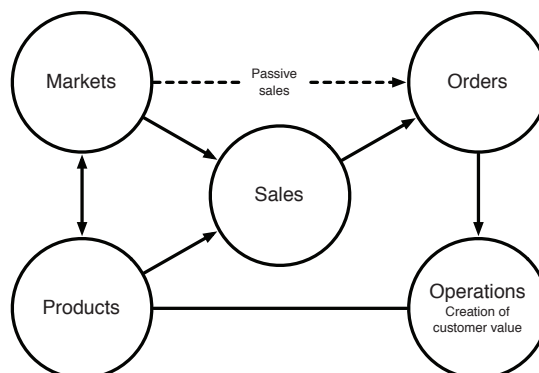 Markets
Passive
sales
Orders
Sales
Products
Operations
Creation of
customer value